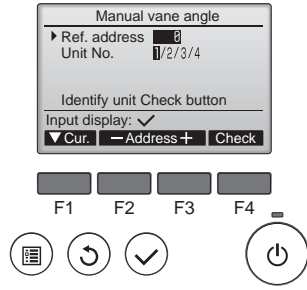 Manual vane angle
Ref. address 0
Unit No. 1/2/3/4
Identify unit Check button
Input display: ✓
▼Cur. −Address+ Check
F1 F2 F3 F4